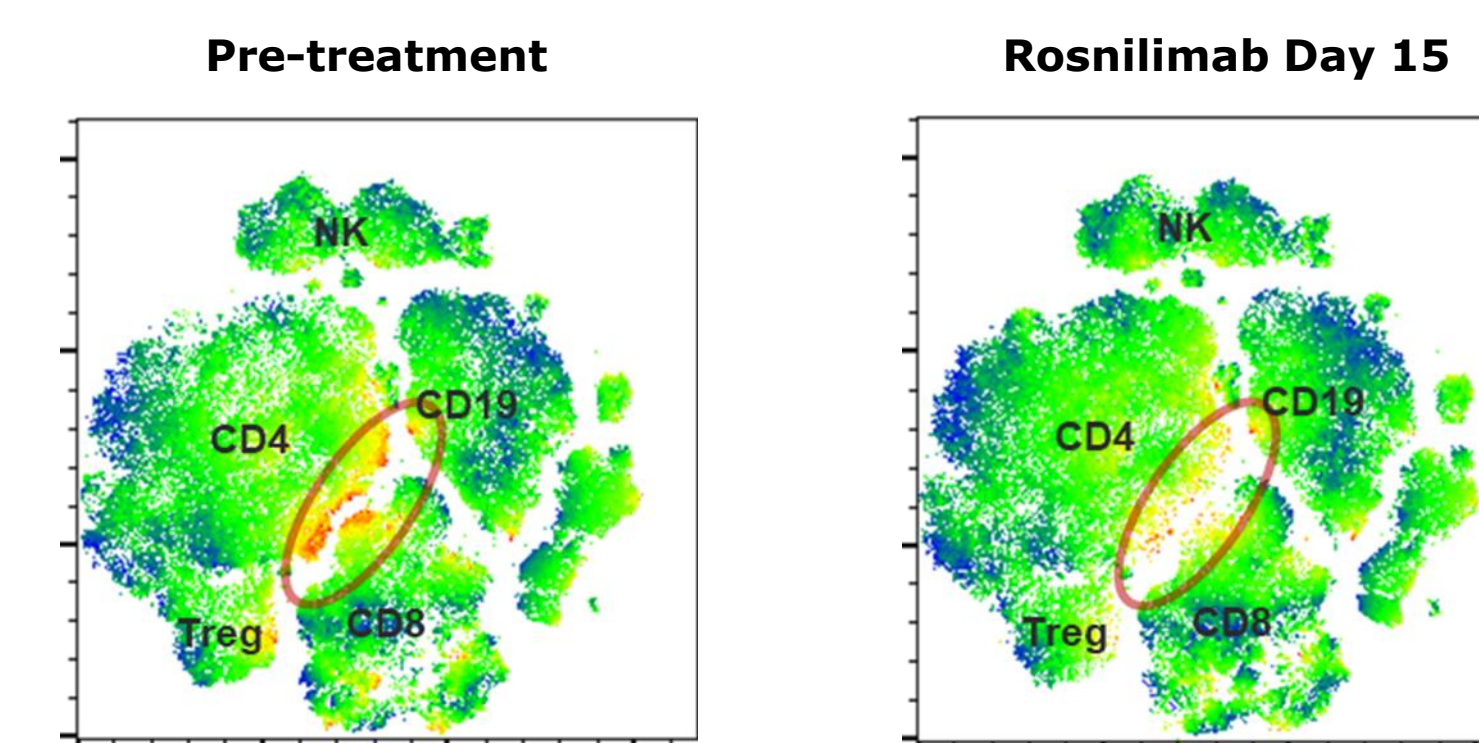 Pre-treatment
Rosnilimab Day 15
NK
CD19
CD4
Treg
CD8
NK
CD19
CD4
Treg
CD8